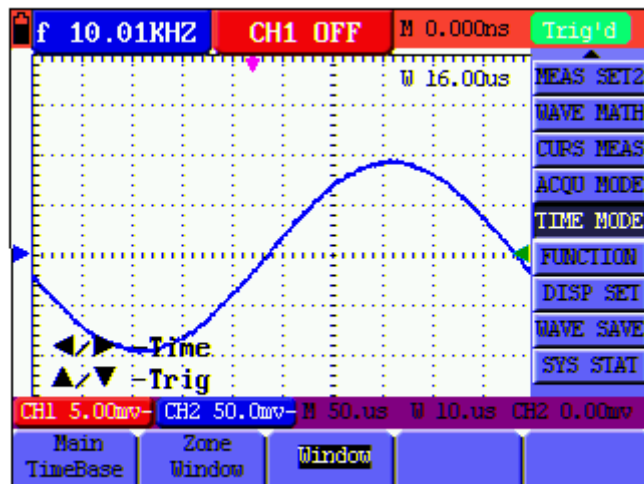 f 10.01KHZ CH1 OFF M 0.000ns Trig'd
W 16.00us
MEAS SET2
WAVE MATH
CURS MEAS
ACQU MODE
TIME MODE
FUNCTION
DISP SET
WAVE SAVE
SYS STAT
◀/▶ -Time
▲/▼ -Trig
CH1 5.00mv- CH2 50.0mv- M 50.us W 10.us CH2 0.00mv
Main
TimeBase
Zone
Window
Window